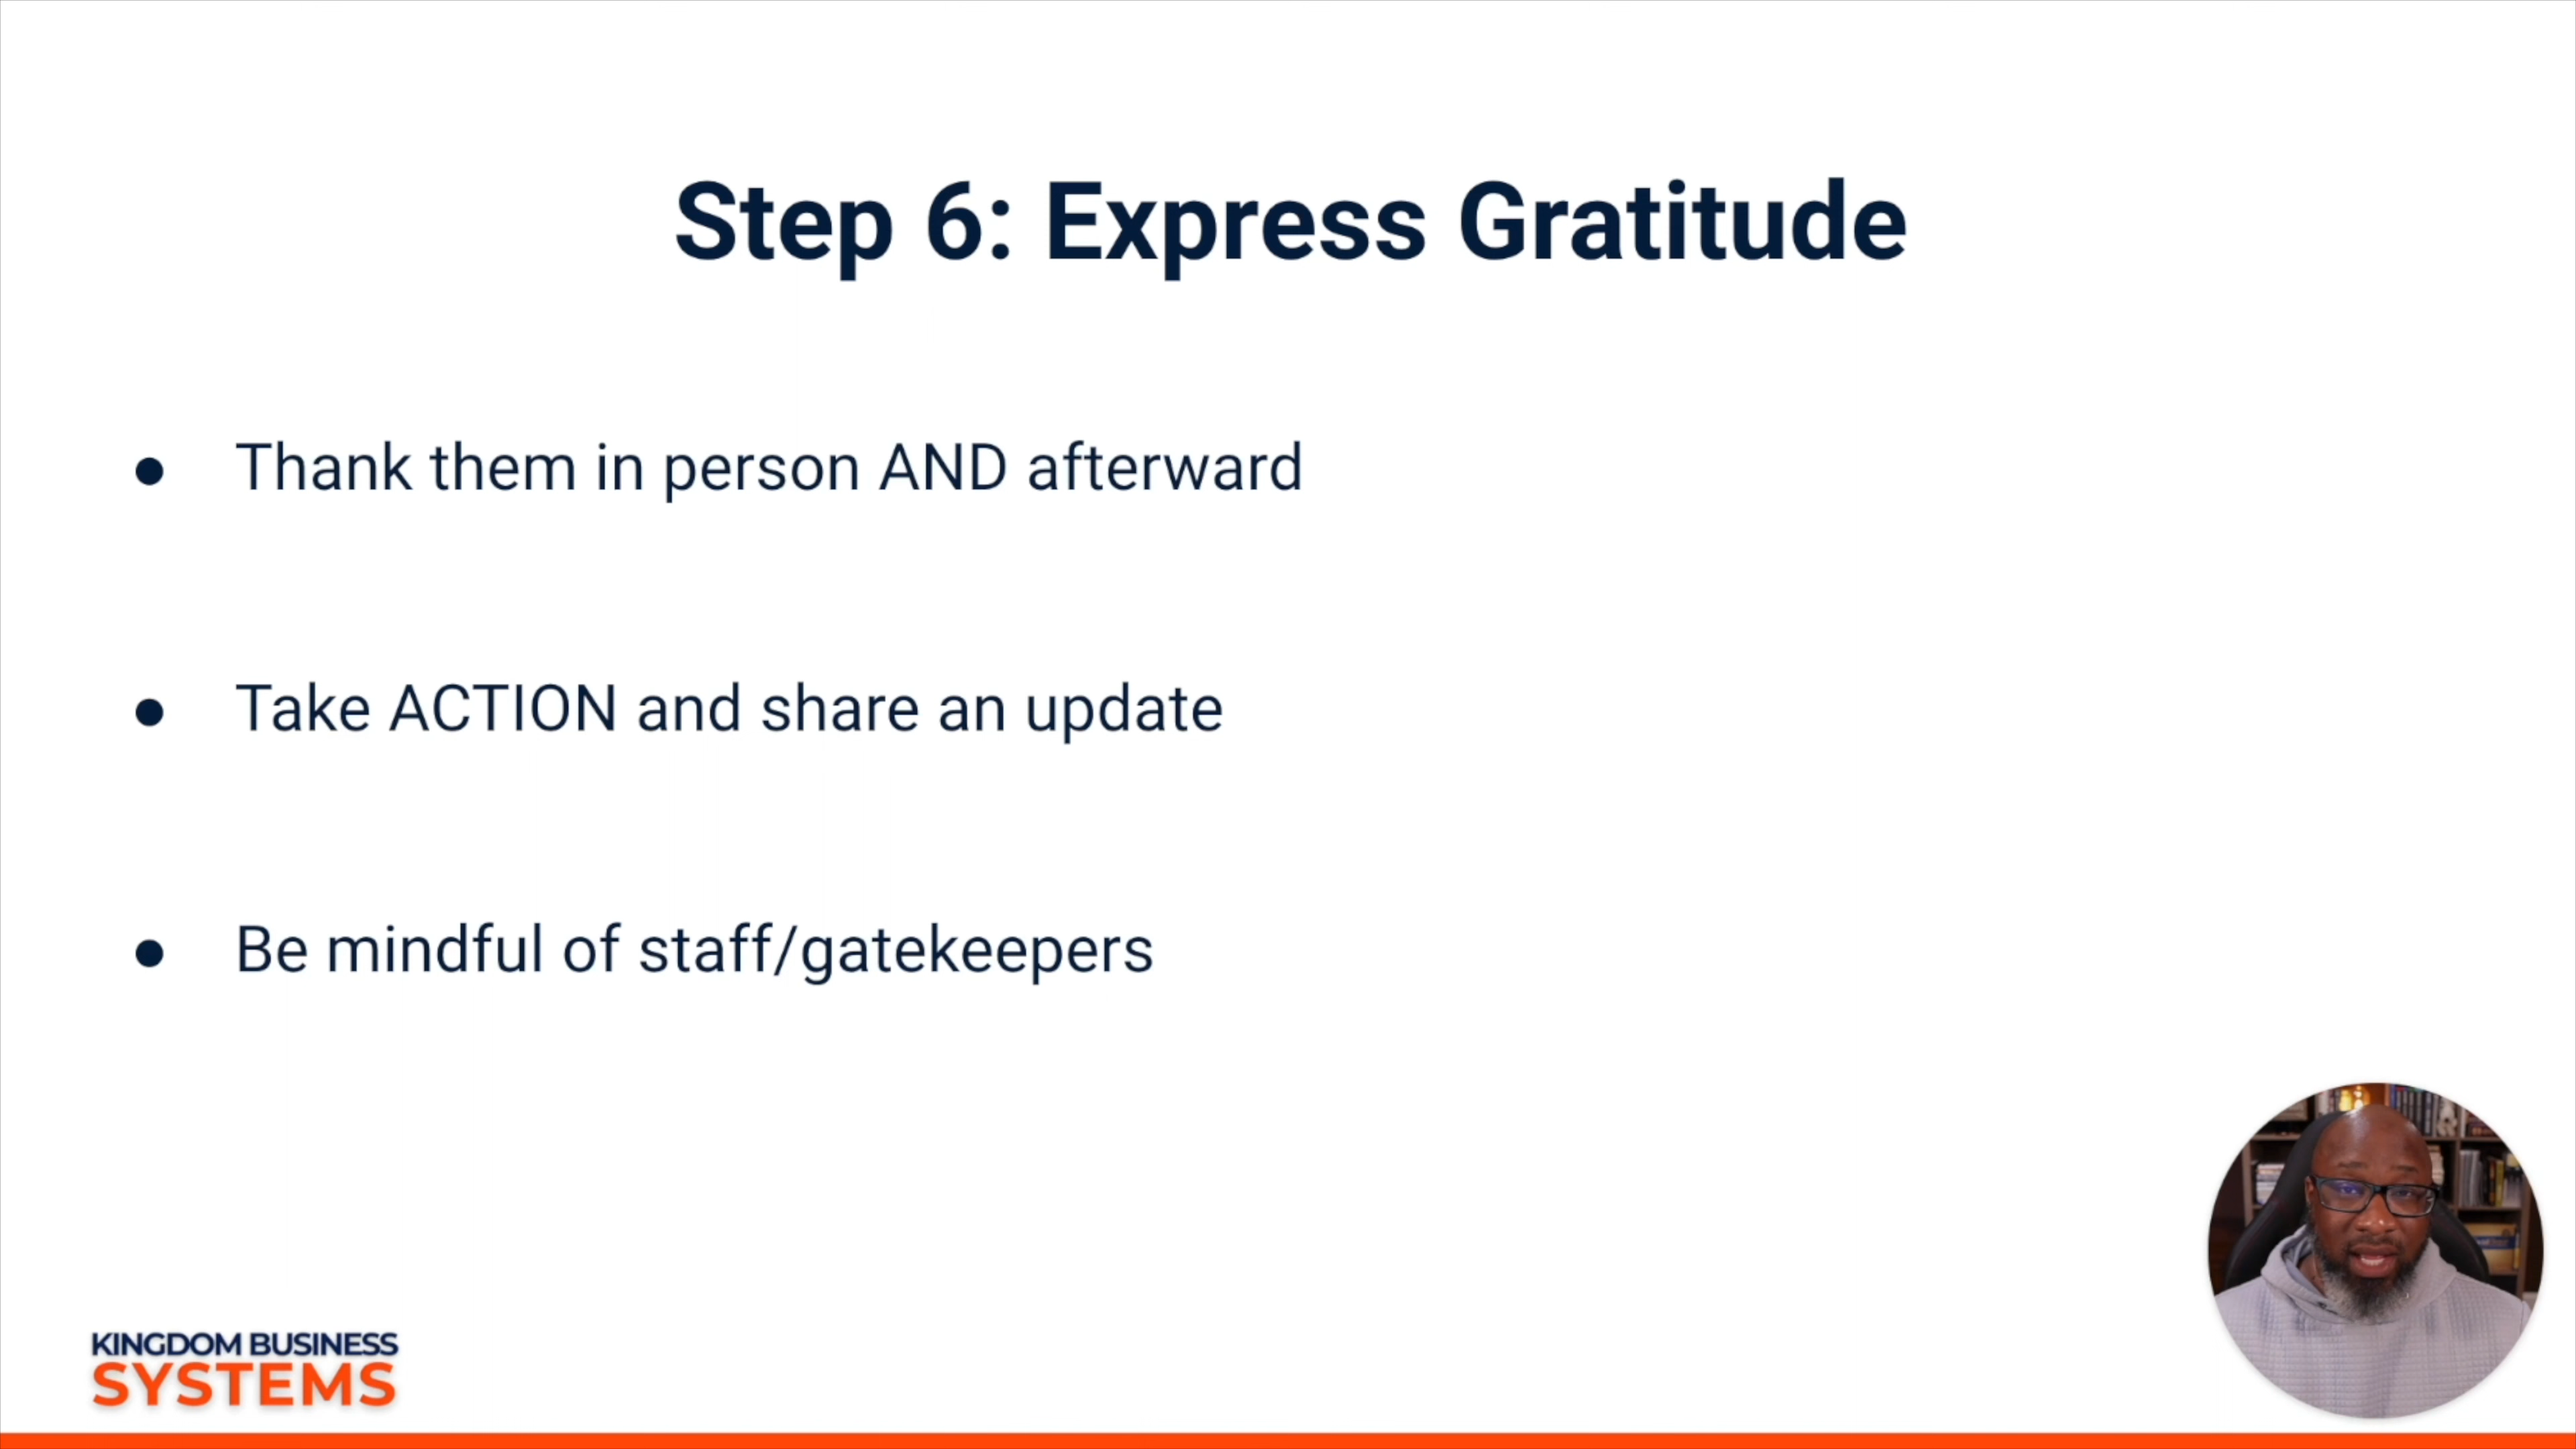 Step 6: Express Gratitude
● Thank them in person AND afterward
● Take ACTION and share an update
● Be mindful of staff/gatekeepers
KINGDOM BUSINESS
SYSTEMS